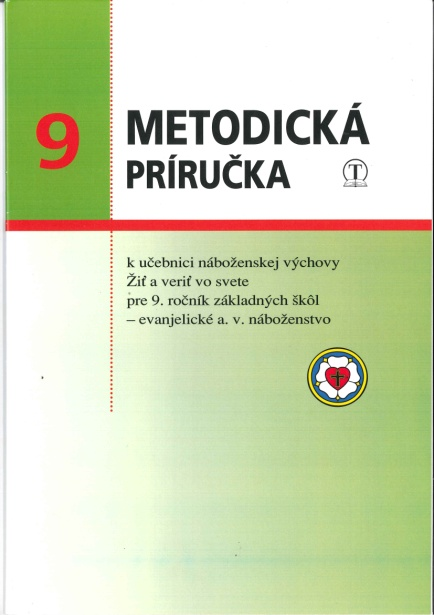 9
METODICKÁ
PRÍRUČKA
T
k učebnici náboženskej výchovy
Žiť a veriť vo svete
pre 9. ročník základných škôl
– evanjelické a. v. náboženstvo